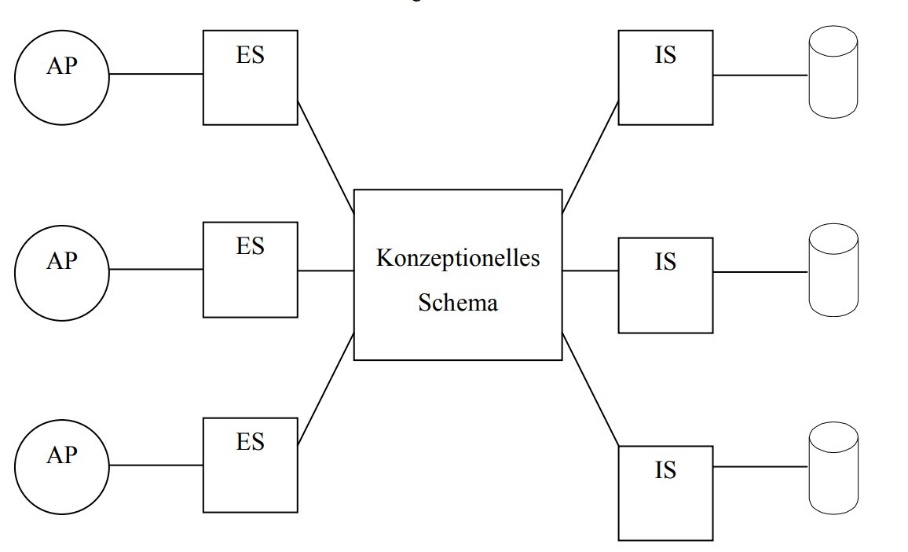 AP
ES
IS
AP
ES
Konzeptionelles
Schema
IS
AP
ES
IS